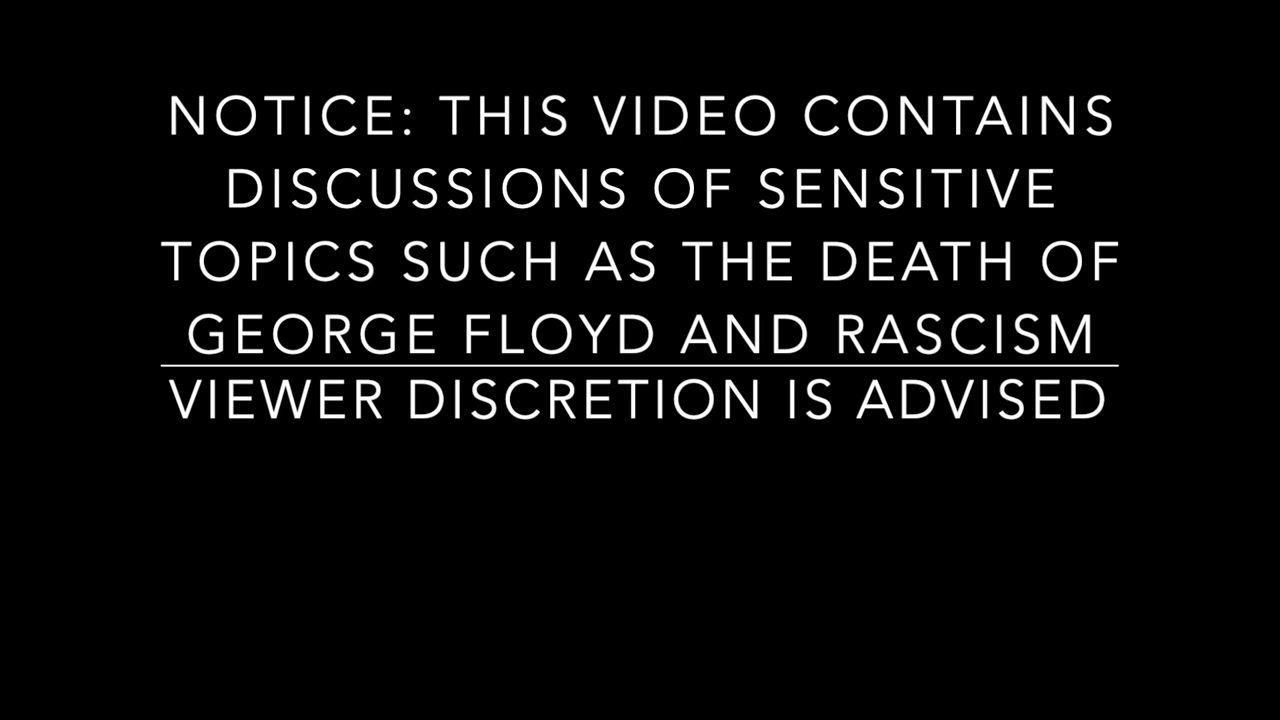 NOTICE: THIS VIDEO CONTAINS
DISCUSSIONS OF SENSITIVE
TOPICS SUCH AS THE DEATH OF
GEORGE FLOYD AND RASCISM
VIEWER DISCRETION IS ADVISED